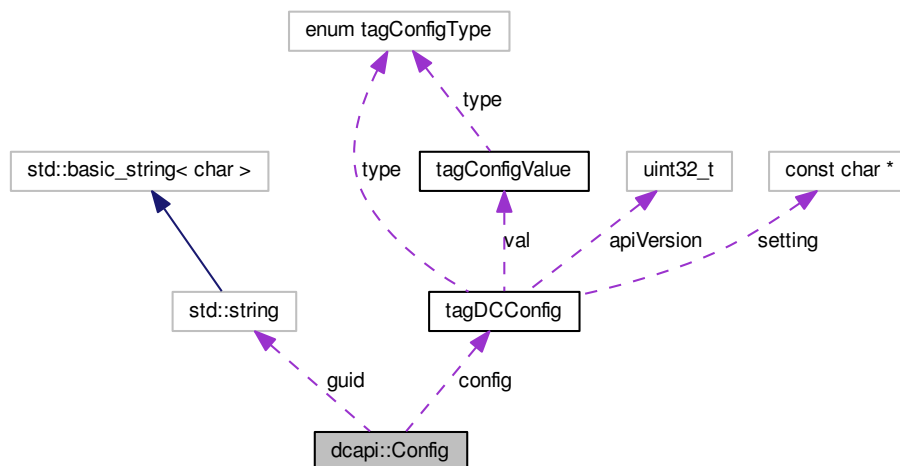 enum tagConfigType
type
std::basic_string< char >
type
tagConfigValue
uint32_t
const char *
val
apiVersion
setting
std::string
tagDCConfig
guid
config
dcapi::Config